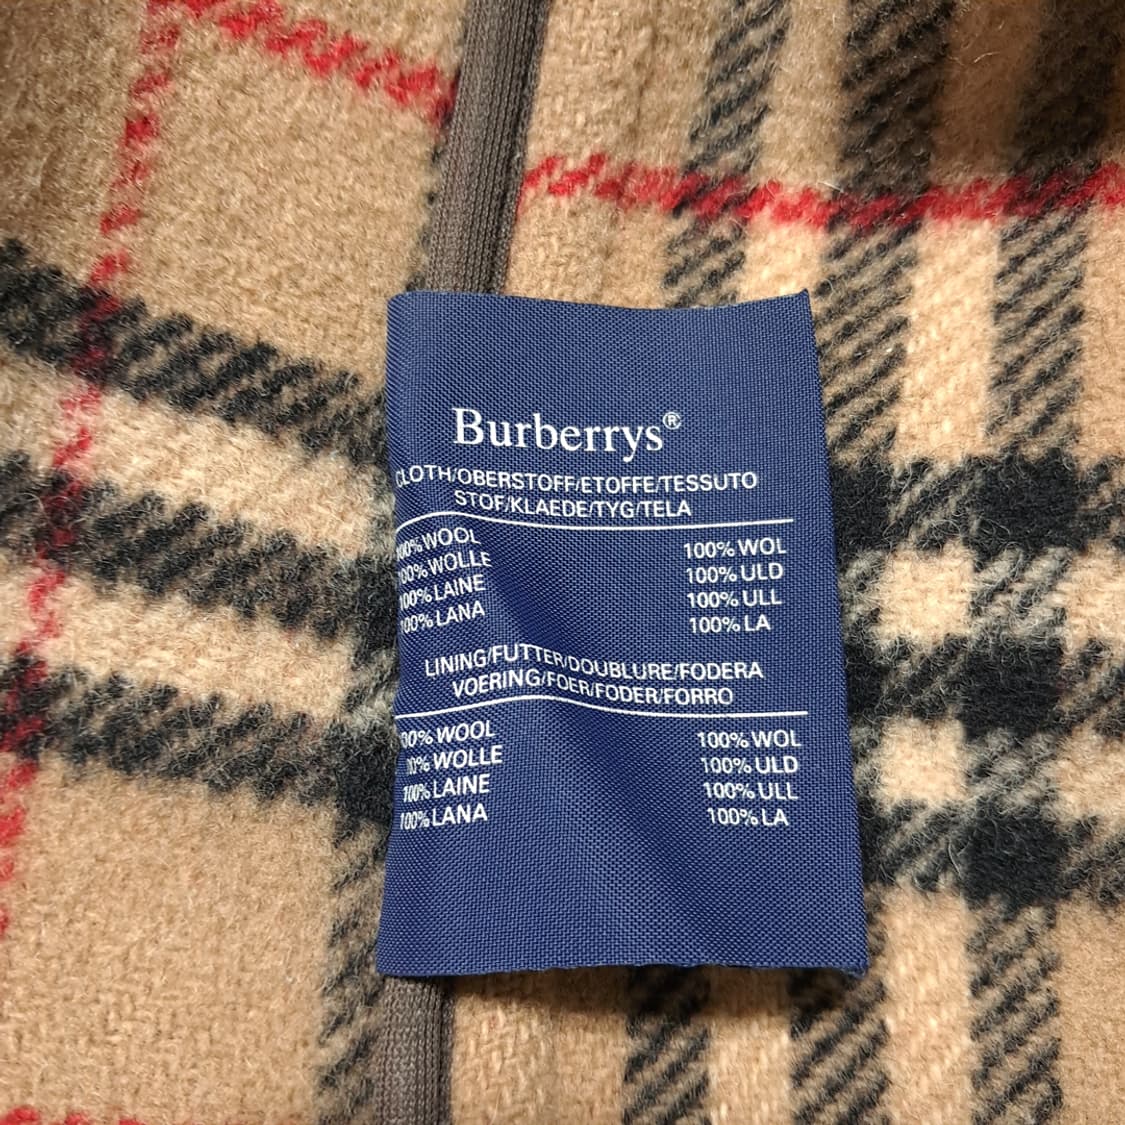 Burberrys®
CLOTH/OBERSTOFF/ETOFFE/TESSUTO
STOF/KLAEDE/TYG/TELA
100% WOOL 100% WOL
100% WOLLE 100% ULD
100% LAINE 100% ULL
100% LANA 100% LA
LINING/FUTTER/DOUBLURE/FODERA
VOERING/FOER/FODER/FORRO
100% WOOL 100% WOL
100% WOLLE 100% ULD
100% LAINE 100% ULL
100% LANA 100% LA